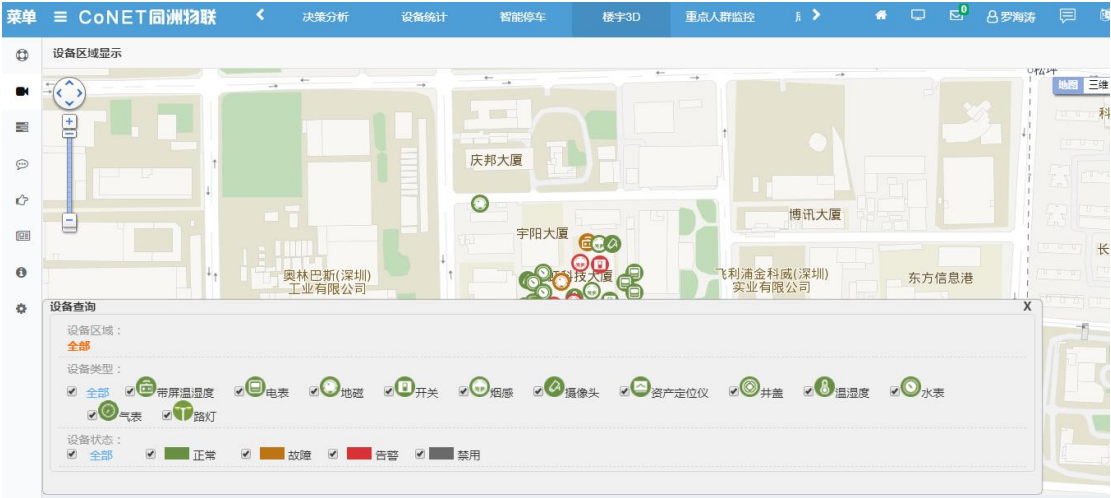 菜单 CoNET同洲物联 决策分析 设备统计 智能停车 楼宇3D 重点人群监控 0 罗海涛
设备区域显示
地图 三维
科
庆邦大厦
博讯大厦
宇阳大厦
长
科技大厦
奥林巴斯(深圳)
工业有限公司
飞利浦金科威(深圳)
实业有限公司
东方信息港
设备查询 X
设备区域：
全部
设备类型：
全部 带屏温湿度 电表 地磁 开关 烟感 摄像头 资产定位仪 井盖 温湿度 水表
气表 路灯
设备状态：
全部 正常 故障 告警 禁用